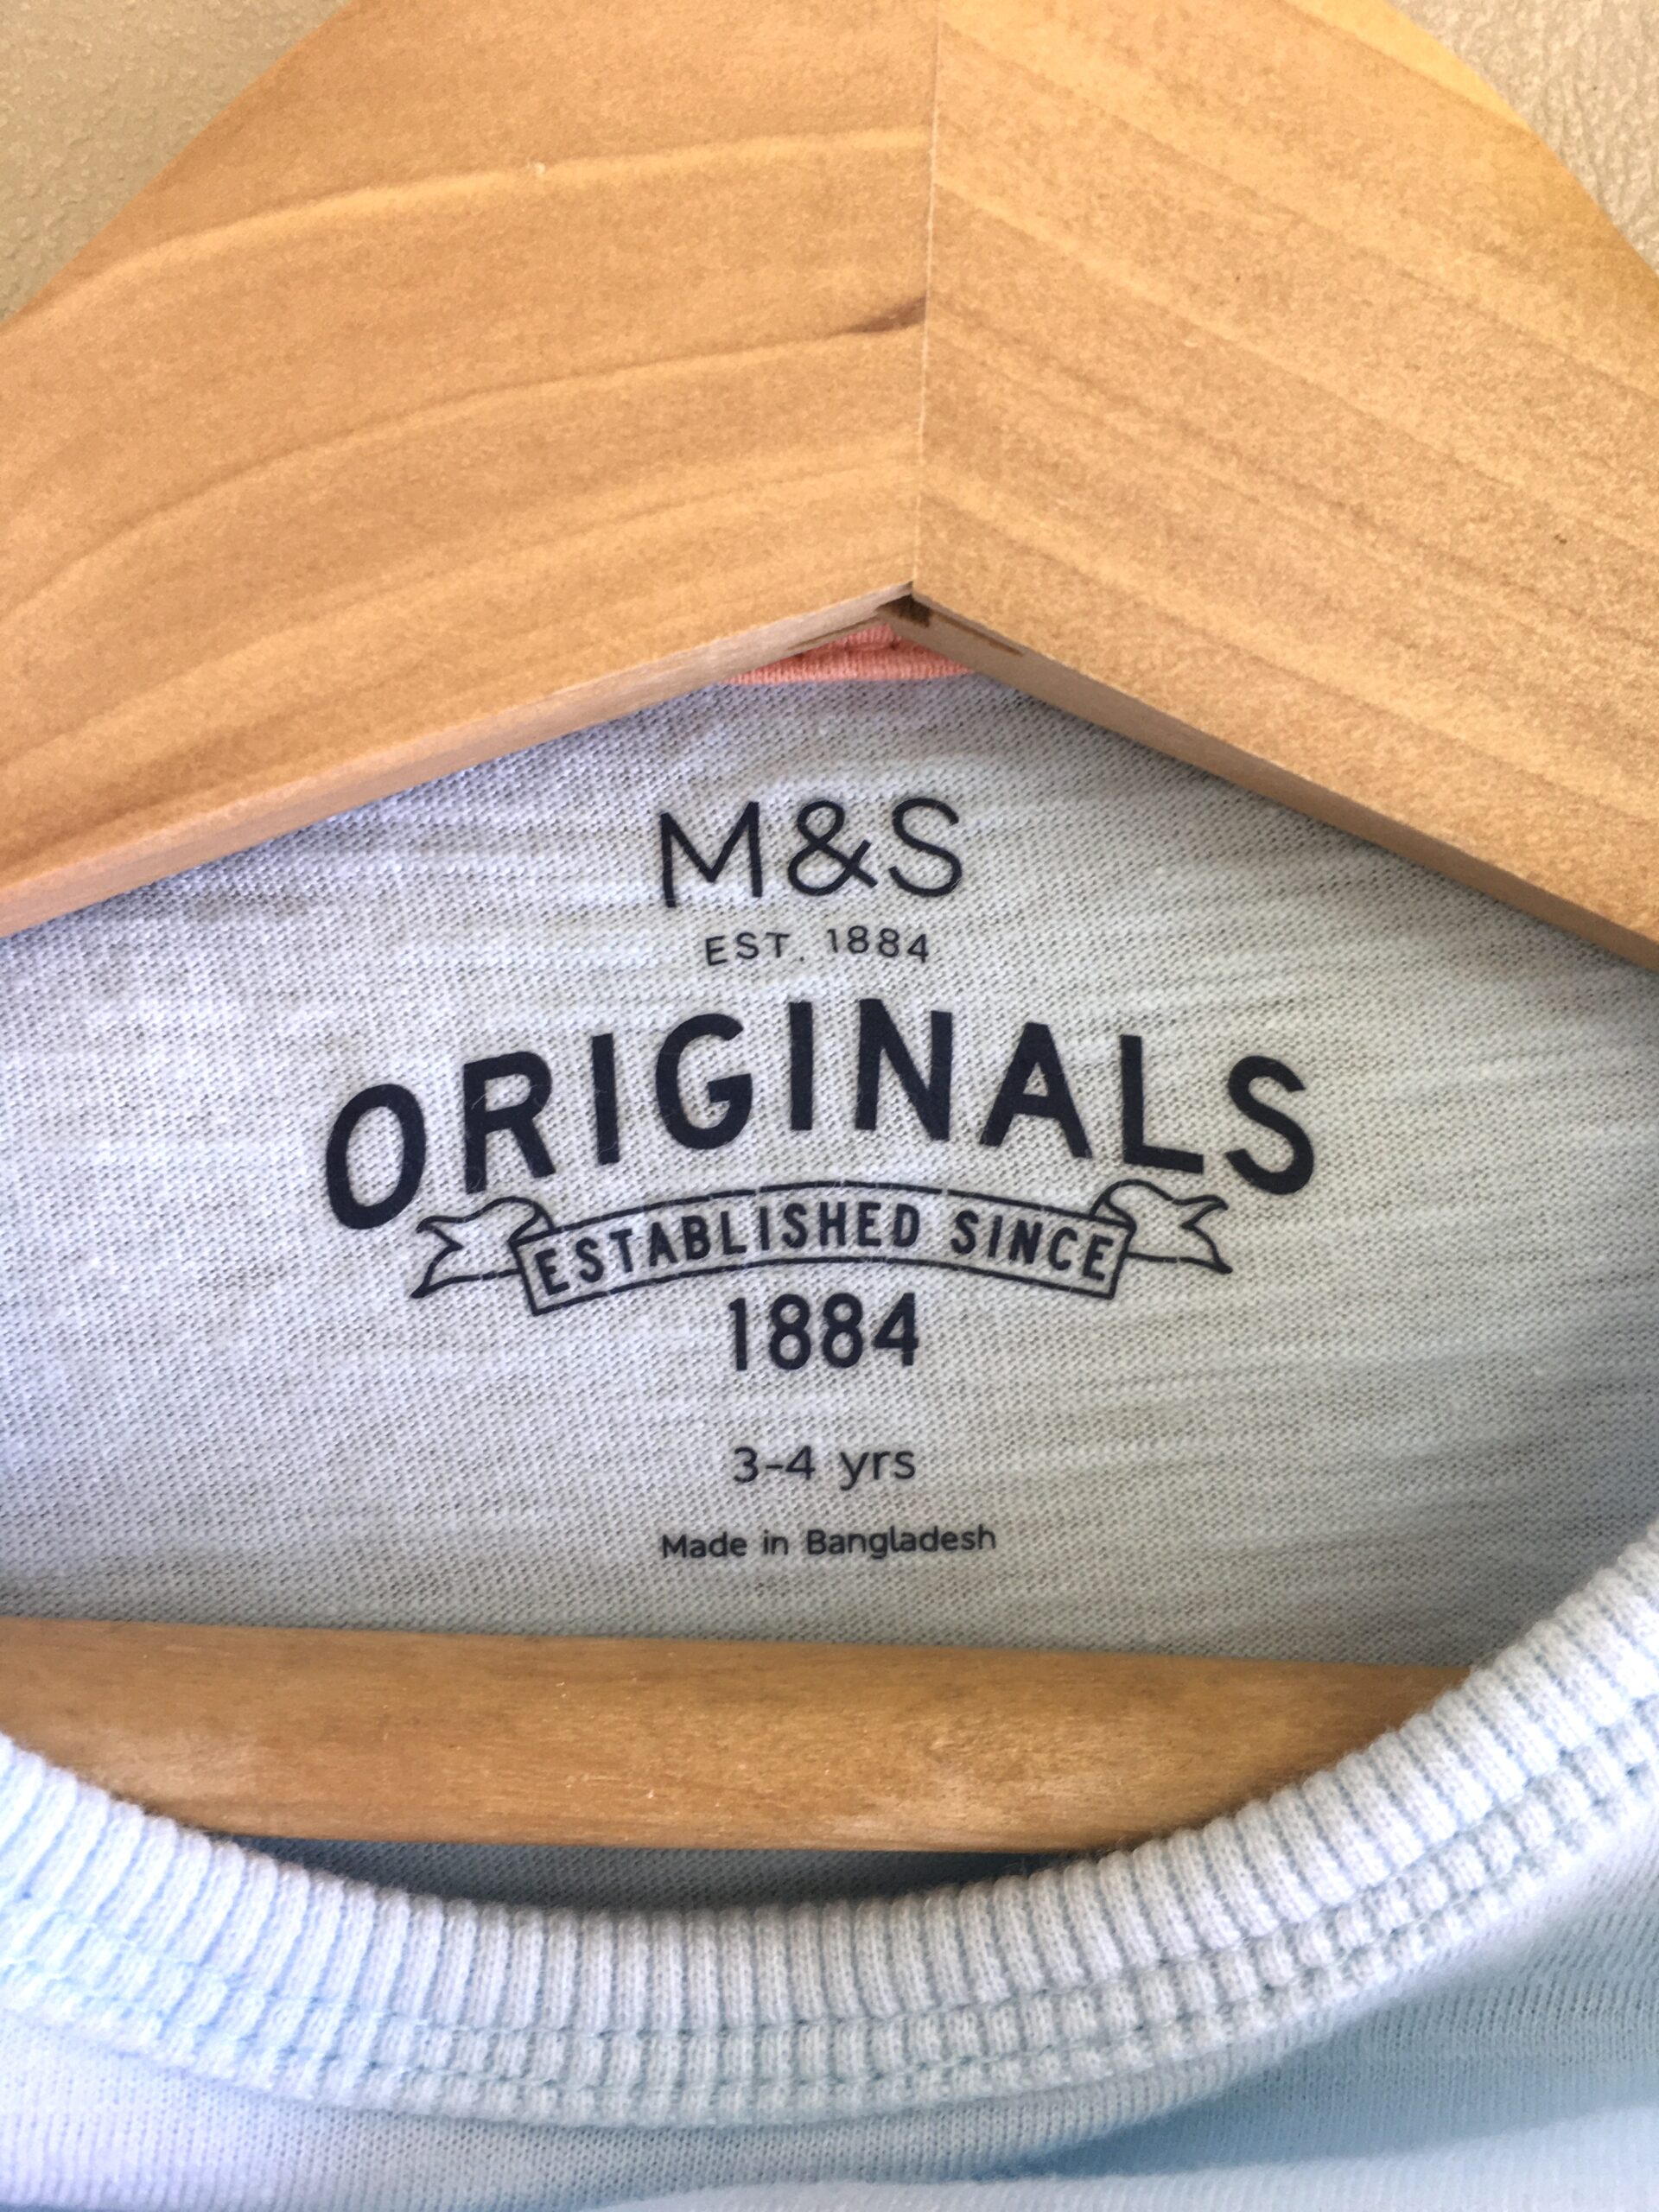 M&S
EST. 1884
ORIGINALS
ESTABLISHED SINCE
1884
3-4 yrs
Made in Bangladesh